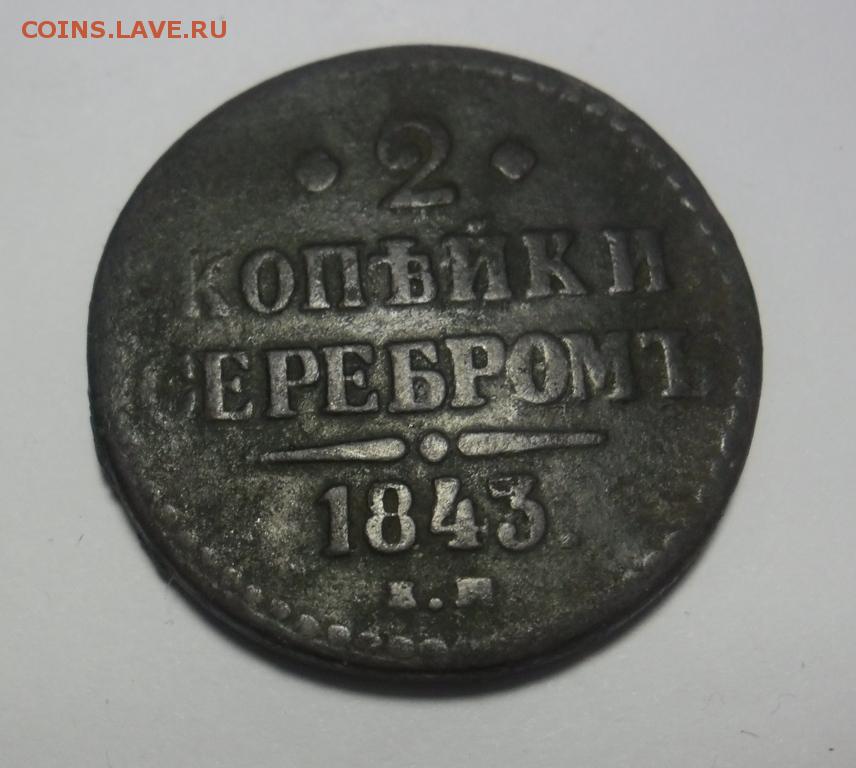 COINS.LAVE.RU
• 2 •
КОПѢЙКИ
СЕРЕБРОМЪ
1843.